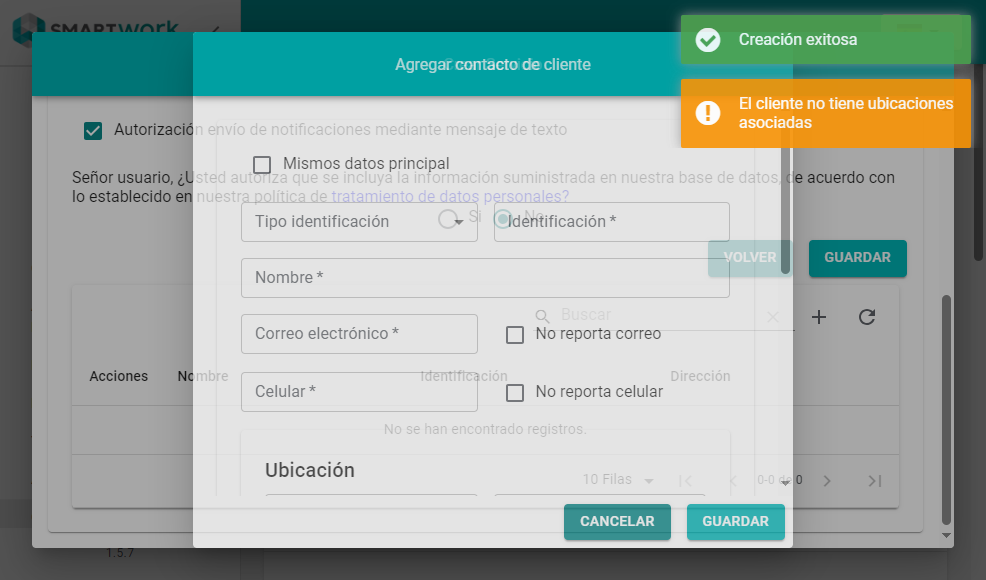 SMARTWORK
Creación exitosa
Agregar contacto de cliente
El cliente no tiene ubicaciones
asociadas
Autorización envío de notificaciones mediante mensaje de texto
Mismos datos principal
Señor usuario, ¿Usted autoriza que se incluya la información suministrada en nuestra base de datos, de acuerdo con
lo establecido en nuestra política de tratamiento de datos personales?
Si
No
Tipo identificación
Identificación *
VOLVER
GUARDAR
Nombre *
Buscar
Correo electrónico *
No reporta correo
Acciones
Nombre
Identificación
Dirección
Celular *
No reporta celular
No se han encontrado registros.
Ubicación
10 Filas
0-0 de 0
CANCELAR
GUARDAR
1.5.7